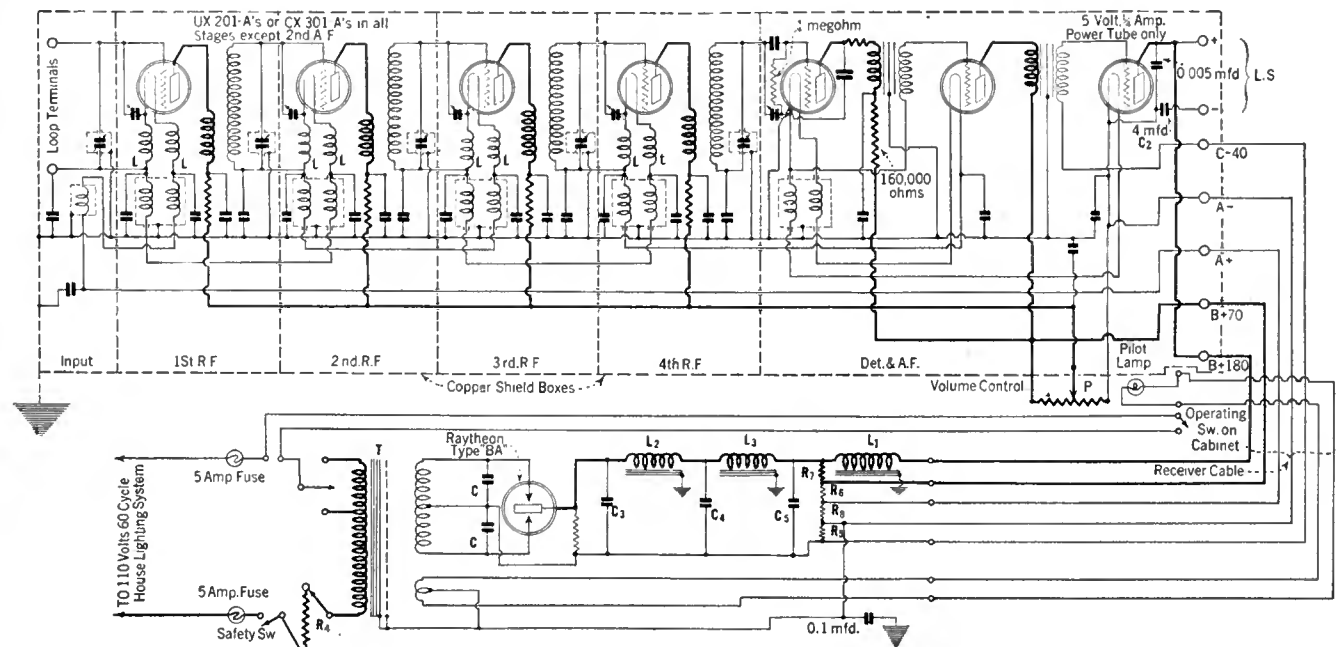 UX 201-A's or CX 301 A's in all
Stages except 2nd A F
1 megohm
5 Volt, ½ Amp.
Power Tube only
Loop Terminals
+
0.005 mfd
L.S
-
4 mfd.
C₂
C-40
160,000
ohms
A-
A+
B+70
B+180
L
L
L
L
L
L
L
Input
1St R F
2nd. R.F
3rd. R F
4th R.F
Det. & A.F.
Copper Shield Boxes
Volume Control
P
Pilot
Lamp
Operating
Sw. on
Cabinet
Receiver Cable
TO 110 Volts 60 Cycle
House Lighting System
5 Amp Fuse
5 Amp. Fuse
Safety Sw
R₄
T
Raytheon
Type "BA"
C
C
L₂
L₃
L₁
C₃
C₄
C₅
R₇
R₆
R₈
0.1 mfd.